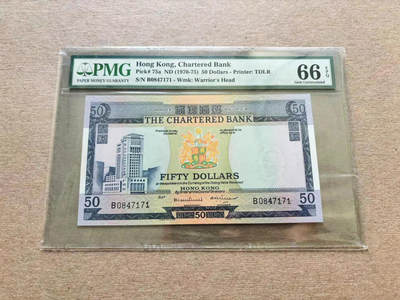 PMG
PAPER MONEY GUARANTY
Hong Kong, Chartered Bank
Pick# 75a ND (1970-75) 50 Dollars - Printer: TDLR
S/N B0847171 - Wmk: Warrior's Head
66 EPQ
Gem Uncirculated
50
50
THE CHARTERED BANK
FIFTY DOLLARS
HONG KONG
50
B0847171
50
B0847171
50